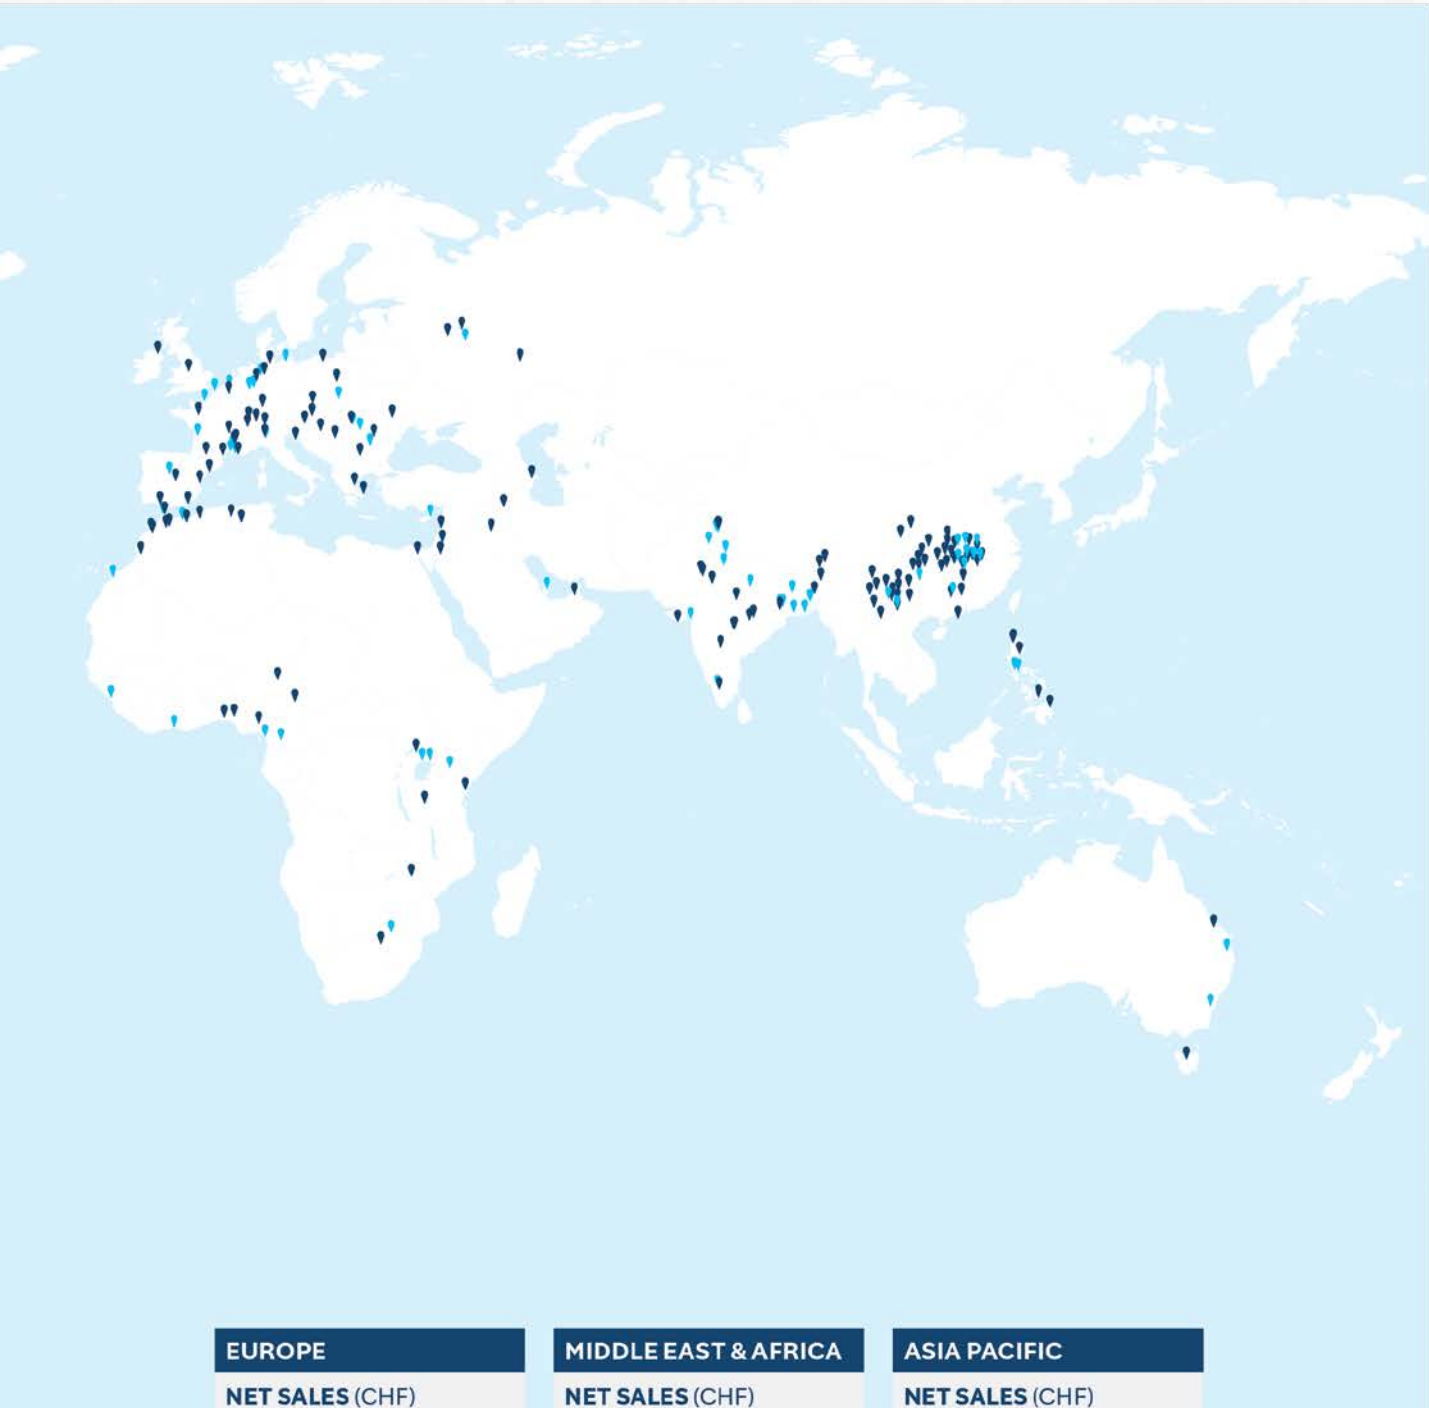 EUROPE
NET SALES (CHF)
MIDDLE EAST & AFRICA
NET SALES (CHF)
ASIA PACIFIC
NET SALES (CHF)